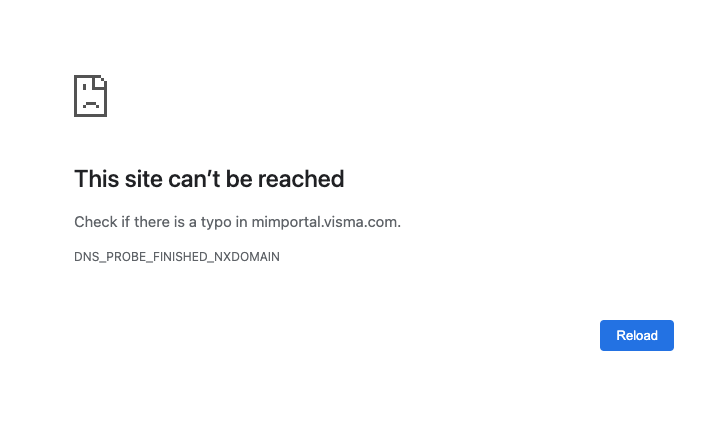 This site can’t be reached
Check if there is a typo in mimportal.visma.com.
DNS_PROBE_FINISHED_NXDOMAIN
Reload